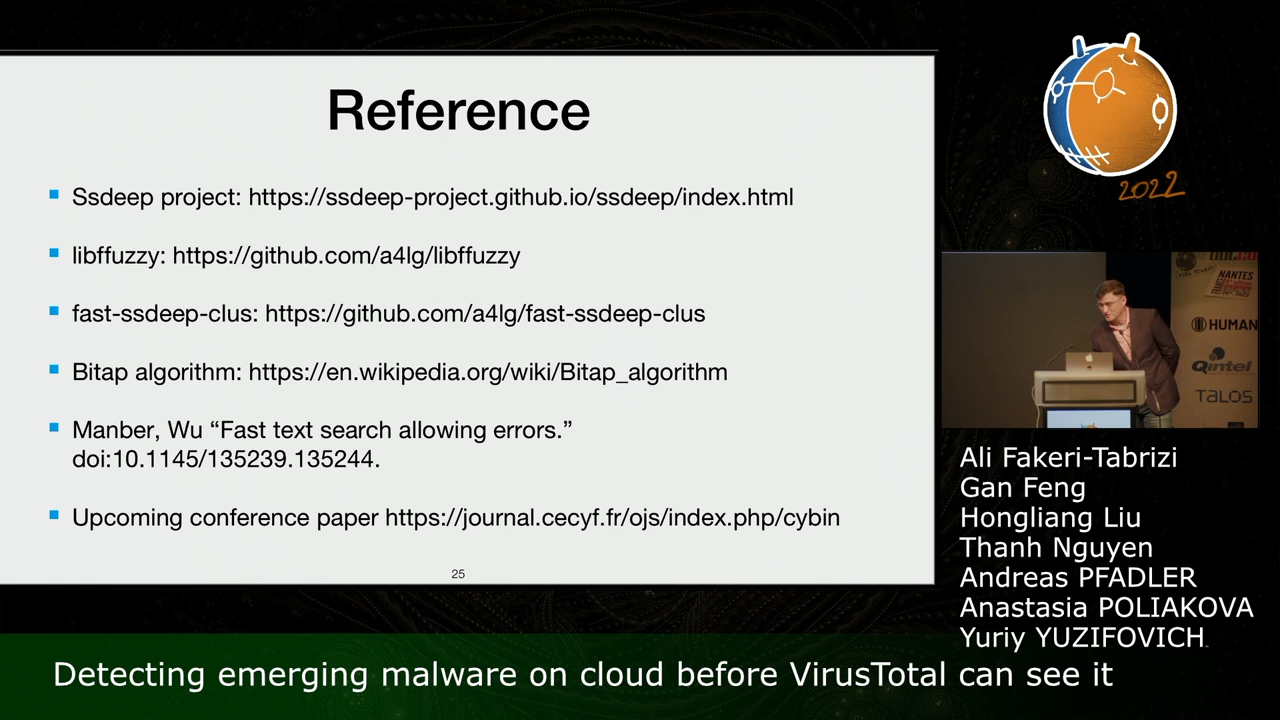 Reference
Ssdeep project: https://ssdeep-project.github.io/ssdeep/index.html
libffuzzy: https://github.com/a4lg/libffuzzy
fast-ssdeep-clus: https://github.com/a4lg/fast-ssdeep-clus
Bitap algorithm: https://en.wikipedia.org/wiki/Bitap_algorithm
Manber, Wu “Fast text search allowing errors.”
doi:10.1145/135239.135244.
Upcoming conference paper https://journal.cecyf.fr/ojs/index.php/cybin
25
2022
NANTES
HUMAN
Qintel
TALOS
Ali Fakeri-Tabrizi
Gan Feng
Hongliang Liu
Thanh Nguyen
Andreas PFADLER
Anastasia POLIAKOVA
Yuriy YUZIFOVICH
Detecting emerging malware on cloud before VirusTotal can see it